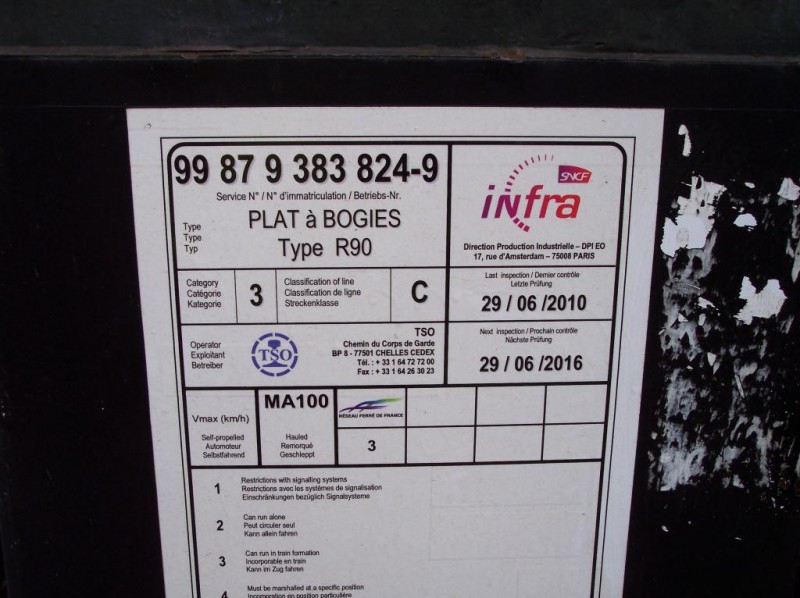 99 87 9 383 824-9
Service N° / N° d'immatriculation / Betriebs-Nr.
Type
Type
Typ
PLAT à BOGIES
Type R90
SNCF
infra
Direction Production Industrielle – DPI EO
17, rue d'Amsterdam – 75008 PARIS
Category
Catégorie
Kategorie
3
Classification of line
Classification de ligne
Streckenklasse
C
Last inspection / Dernier contrôle
Letzte Prüfung
29 / 06 /2010
Operator
Exploitant
Betreiber
TSO
TSO
Chemin du Corps de Garde
BP 8 - 77501 CHELLES CEDEX
Tél. : + 33 1 64 72 72 00
Fax : + 33 1 64 26 30 23
Next inspection / Prochain contrôle
Nächste Prüfung
29 / 06 /2016
Vmax (km/h)
Self-propelled
Automoteur
Selbstfahrend
MA100
Hauled
Remorqué
Geschleppt
RÉSEAU FERRÉ DE FRANCE
3
1
Restrictions with signalling systems
Restrictions avec les systèmes de signalisation
Einschränkungen bezüglich Signalsysteme
2
Can run alone
Peut circuler seul
Kann allein fahren
3
Can run in train formation
Incorporable en train
Kann im Zug fahren
4
Must be marshalled at a specific position
Incorporation en position particulière